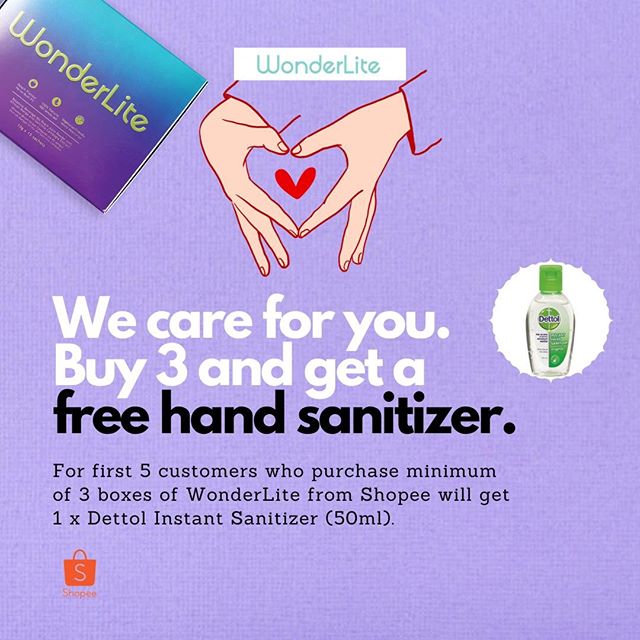 WonderLite
WonderLite
We care for you.
Buy 3 and get a
free hand sanitizer.
Dettol
For first 5 customers who purchase minimum
of 3 boxes of WonderLite from Shopee will get
1 x Dettol Instant Sanitizer (50ml).
S
Shopee